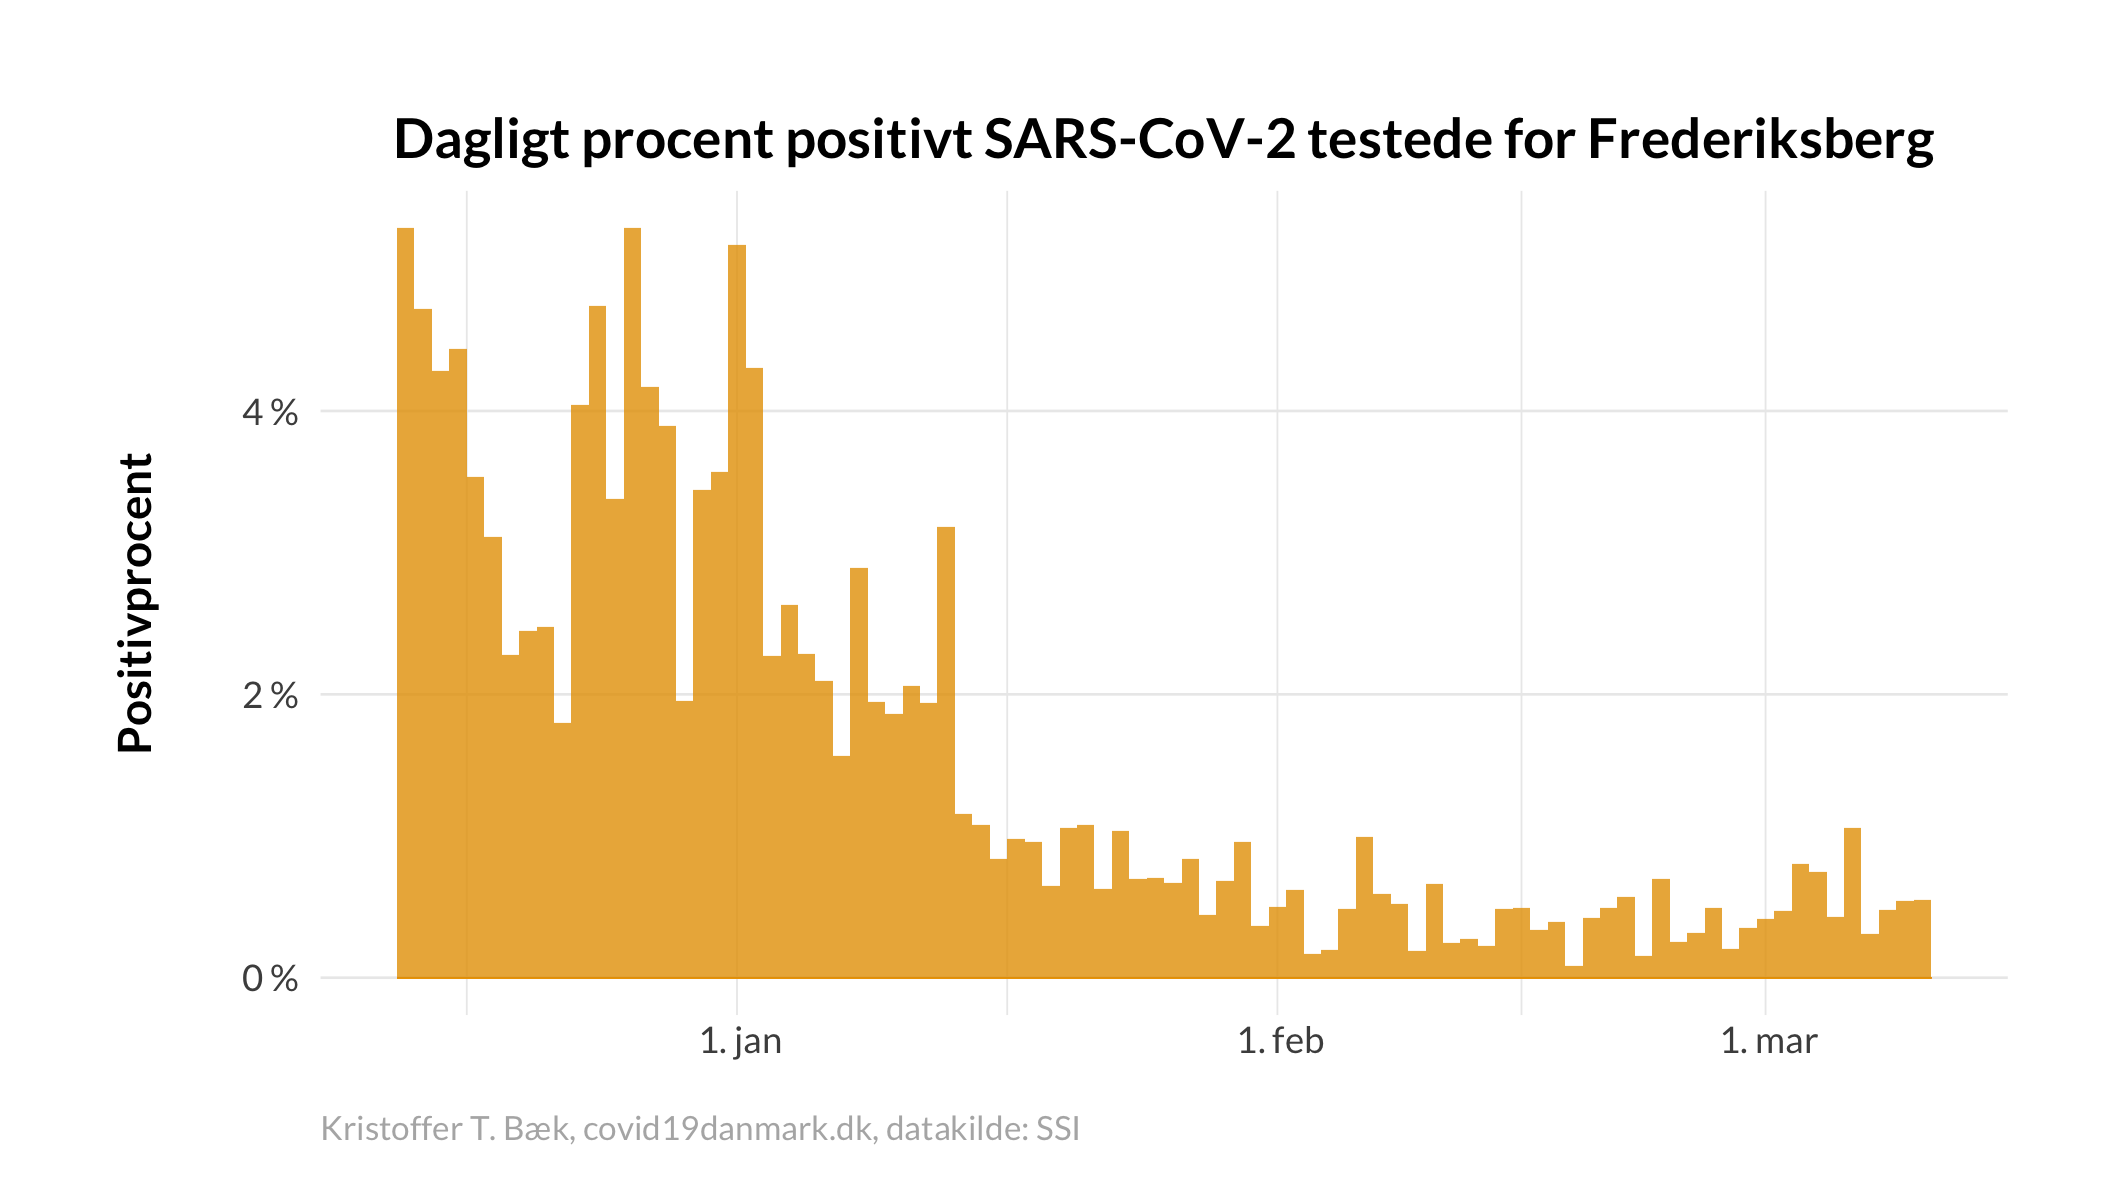 Dagligt procent positivt SARS-CoV-2 testede for Frederiksberg
Positivprocent
4 %
2 %
0 %
1. jan
1. feb
1. mar
Kristoffer T. Bæk, covid19danmark.dk, datakilde: SSI